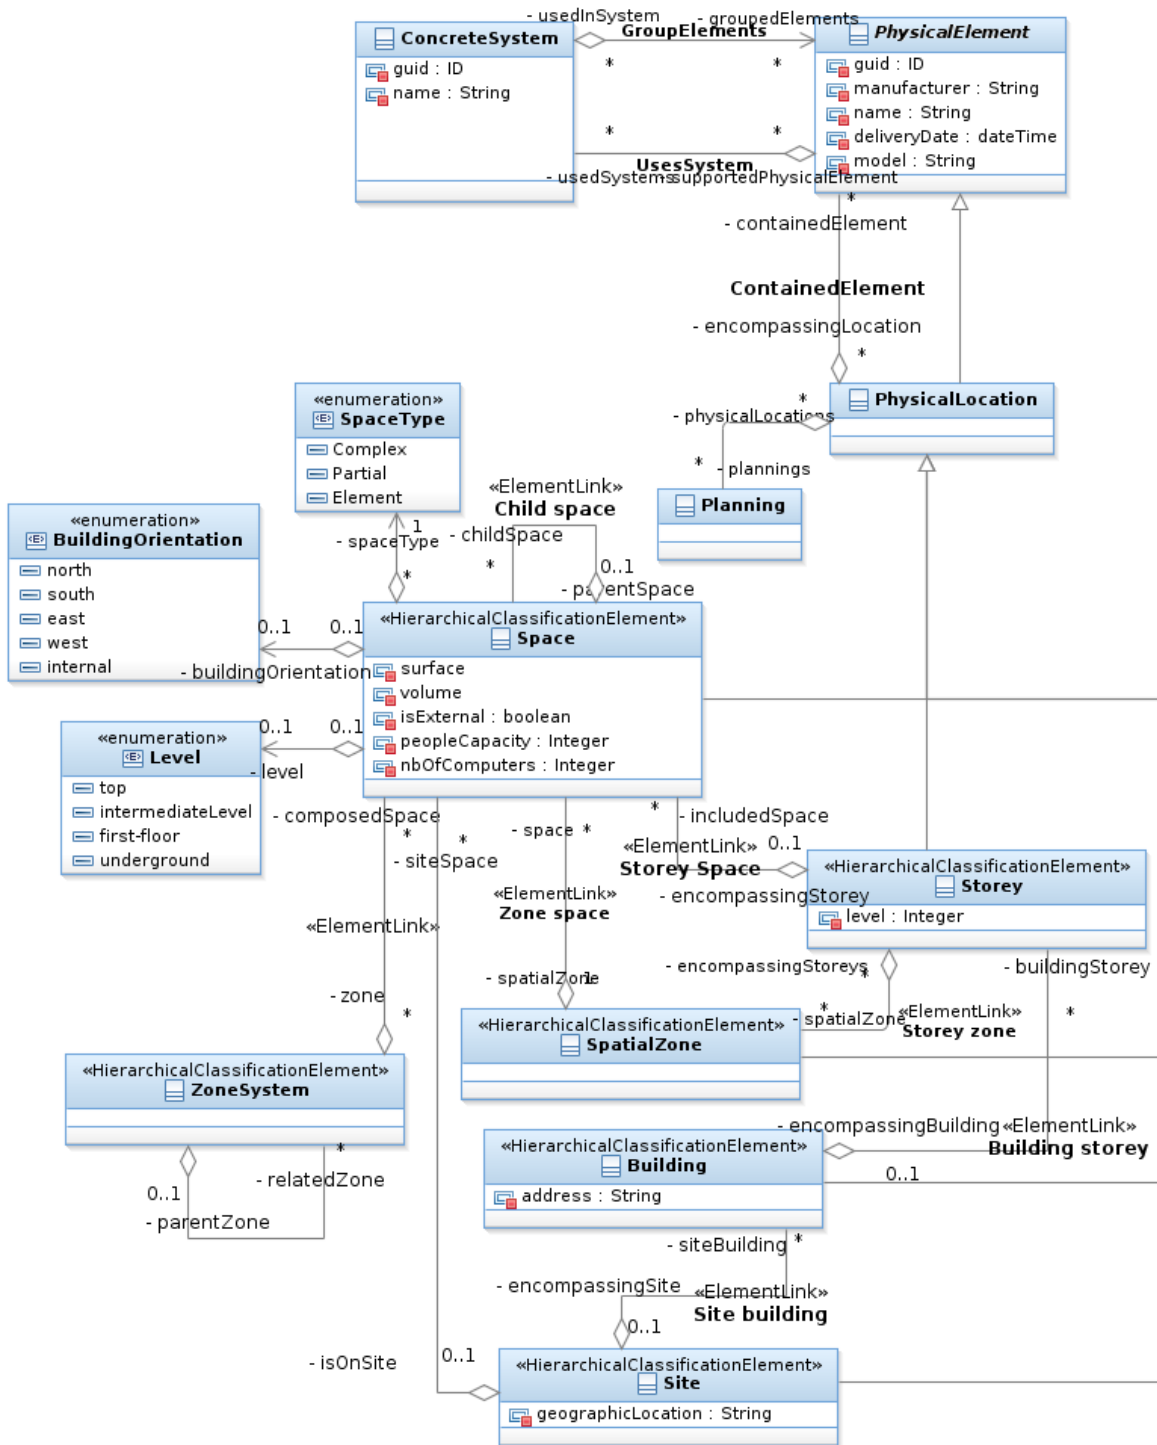 - usedInSystem
- groupedElements
GroupElements
ConcreteSystem
guid : ID
name : String
PhysicalElement
guid : ID
manufacturer : String
name : String
deliveryDate : dateTime
model : String
*
*
*
*
UsesSystem
- usedSystems
- supportedPhysicalElement
*
- containedElement
ContainedElement
- encompassingLocation
*
PhysicalLocation
*
- physicalLocations
*
- plannings
Planning
«enumeration»
SpaceType
Complex
Partial
Element
«ElementLink»
Child space
1
- spaceType
*
- childSpace
*
0..1
- parentSpace
«enumeration»
BuildingOrientation
north
south
east
west
internal
0..1
0..1
- buildingOrientation
«HierarchicalClassificationElement»
Space
surface
volume
isExternal : boolean
peopleCapacity : Integer
nbOfComputers : Integer
«enumeration»
Level
top
intermediateLevel
first-floor
underground
0..1
0..1
- level
- composedSpace
*
*
- siteSpace
- space
*
*
- includedSpace
«ElementLink»
Storey Space
0..1
- encompassingStorey
«HierarchicalClassificationElement»
Storey
level : Integer
«ElementLink»
Zone space
«ElementLink»
- zone
*
- spatialZone
1
- encompassingStoreys
*
- buildingStorey
*
*
- spatialZone
«ElementLink»
Storey zone
«HierarchicalClassificationElement»
SpatialZone
«HierarchicalClassificationElement»
ZoneSystem
*
0..1
- relatedZone
- parentZone
- encompassingBuilding
«ElementLink»
Building storey
0..1
«HierarchicalClassificationElement»
Building
address : String
- siteBuilding
*
- encompassingSite
«ElementLink»
Site building
0..1
- isOnSite
0..1
«HierarchicalClassificationElement»
Site
geographicLocation : String